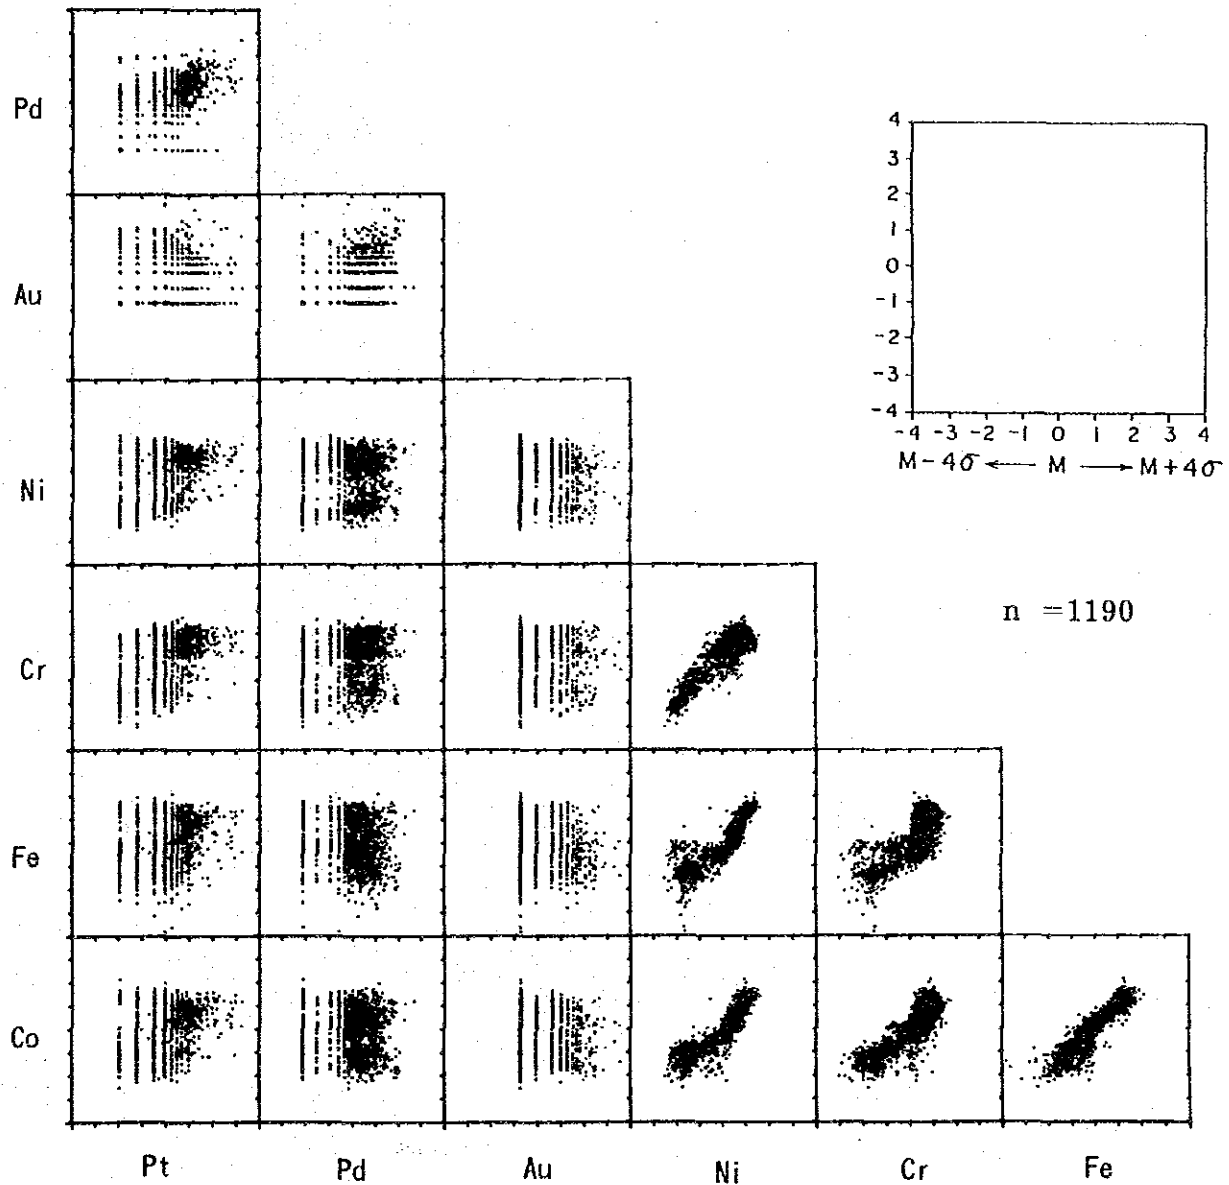 Pd
Au
Ni
Cr
Fe
Co
Pt Pd Au Ni Cr Fe
4
3
2
1
0
-1
-2
-3
-4
-4 -3 -2 -1 0 1 2 3 4
M-4σ ← M → M+4σ
n =1190